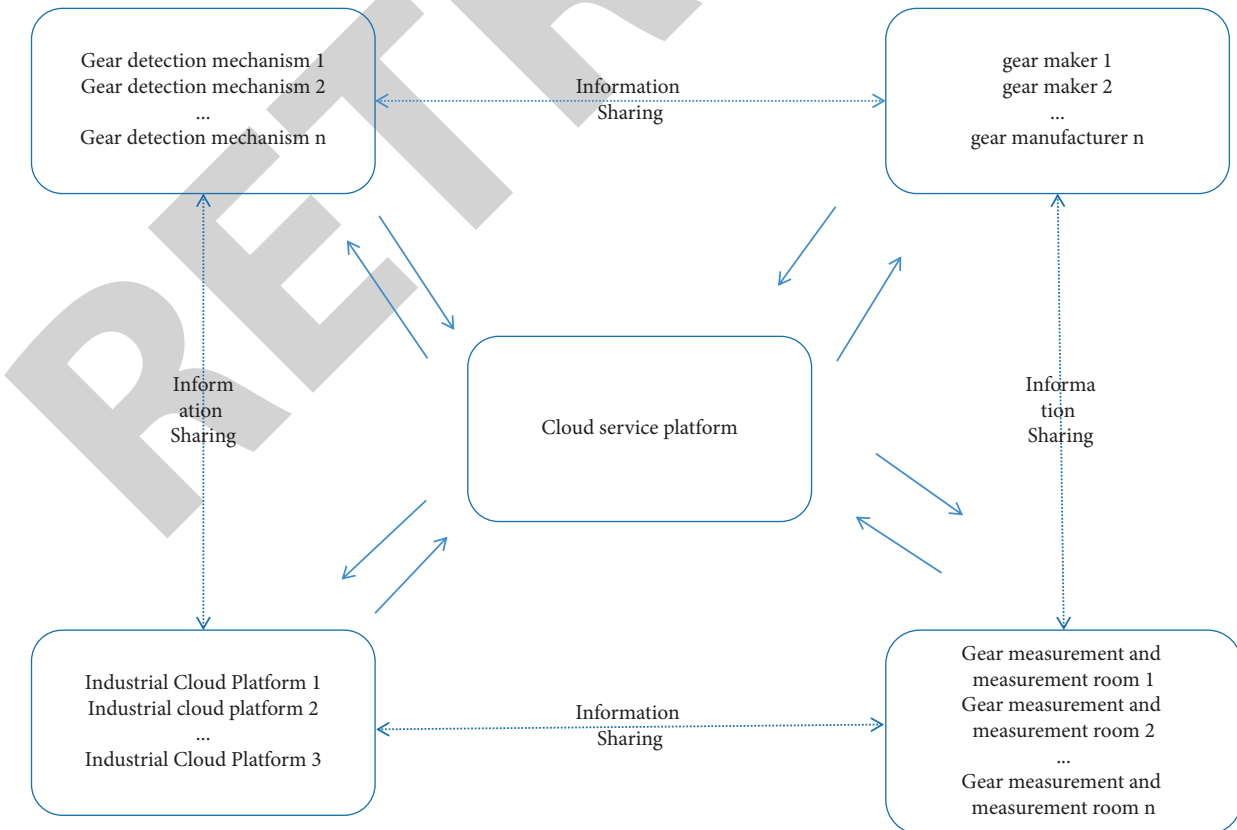 Gear detection mechanism 1
Gear detection mechanism 2
...
Gear detection mechanism n
Information
Sharing
gear maker 1
gear maker 2
...
gear manufacturer n
Inform
ation
Sharing
Cloud service platform
Informa
tion
Sharing
Industrial Cloud Platform 1
Industrial cloud platform 2
...
Industrial Cloud Platform 3
Information
Sharing
Gear measurement and
measurement room 1
Gear measurement and
measurement room 2
...
Gear measurement and
measurement room n
RETR